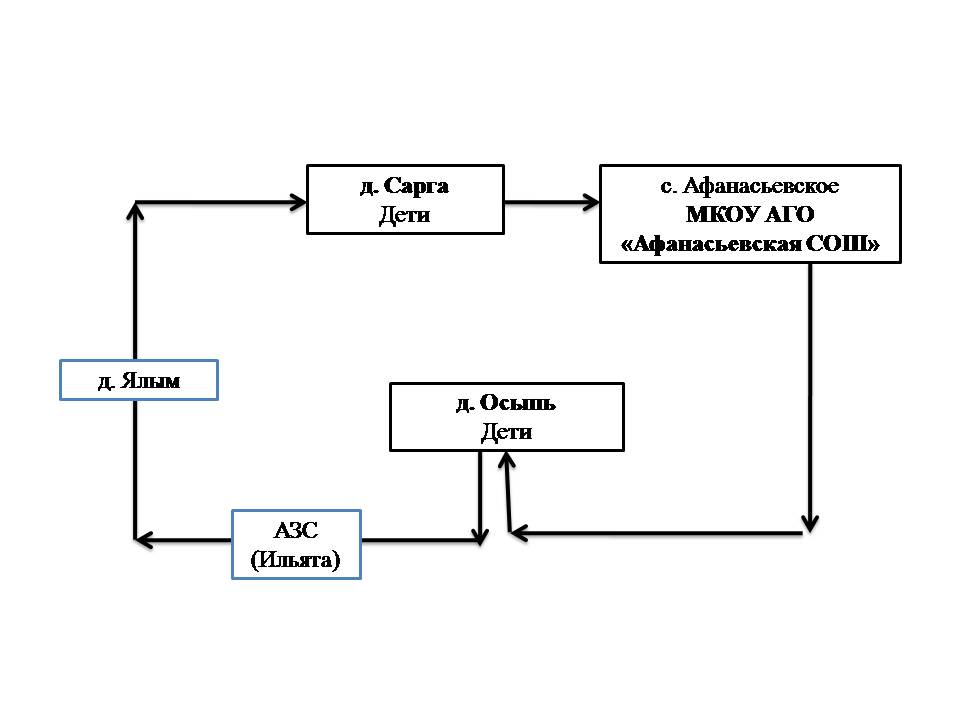 д. Сарга
Дети
с. Афанасьевское
МКОУ АГО
«Афанасьевская СОШ»
д. Ялым
д. Осыпь
Дети
АЗС
(Ильята)